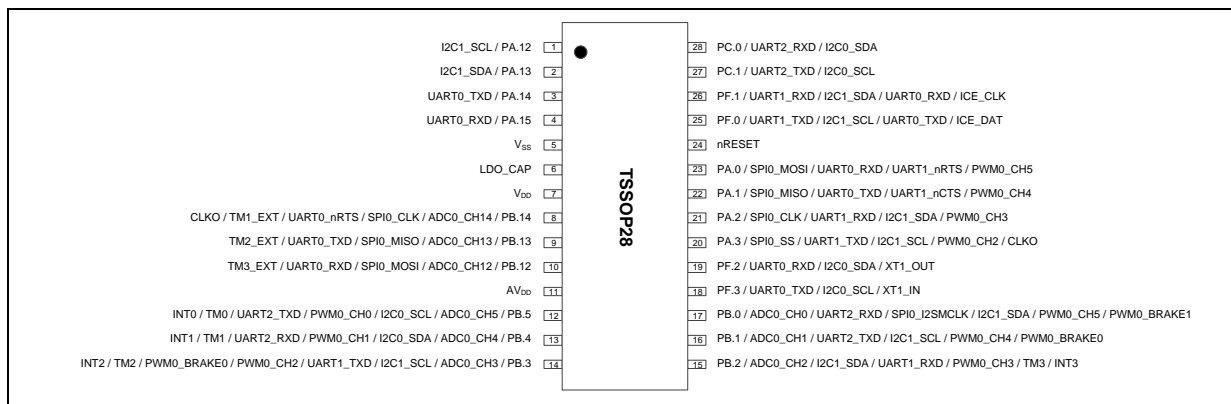 I2C1_SCL / PA.12 1
I2C1_SDA / PA.13 2
UART0_TXD / PA.14 3
UART0_RXD / PA.15 4
VSS 5
LDO_CAP 6
VDD 7
CLKO / TM1_EXT / UART0_nRTS / SPI0_CLK / ADC0_CH14 / PB.14 8
TM2_EXT / UART0_TXD / SPI0_MISO / ADC0_CH13 / PB.13 9
TM3_EXT / UART0_RXD / SPI0_MOSI / ADC0_CH12 / PB.12 10
AVDD 11
INT0 / TM0 / UART2_TXD / PWM0_CH0 / I2C0_SCL / ADC0_CH5 / PB.5 12
INT1 / TM1 / UART2_RXD / PWM0_CH1 / I2C0_SDA / ADC0_CH4 / PB.4 13
INT2 / TM2 / PWM0_BRAKE0 / PWM0_CH2 / UART1_TXD / I2C1_SCL / ADC0_CH3 / PB.3 14
TSSOP28
28 PC.0 / UART2_RXD / I2C0_SDA
27 PC.1 / UART2_TXD / I2C0_SCL
26 PF.1 / UART1_RXD / I2C1_SDA / UART0_RXD / ICE_CLK
25 PF.0 / UART1_TXD / I2C1_SCL / UART0_TXD / ICE_DAT
24 nRESET
23 PA.0 / SPI0_MOSI / UART0_RXD / UART1_nRTS / PWM0_CH5
22 PA.1 / SPI0_MISO / UART0_TXD / UART1_nCTS / PWM0_CH4
21 PA.2 / SPI0_CLK / UART1_RXD / I2C1_SDA / PWM0_CH3
20 PA.3 / SPI0_SS / UART1_TXD / I2C1_SCL / PWM0_CH2 / CLKO
19 PF.2 / UART0_RXD / I2C0_SDA / XT1_OUT
18 PF.3 / UART0_TXD / I2C0_SCL / XT1_IN
17 PB.0 / ADC0_CH0 / UART2_RXD / SPI0_I2SMCLK / I2C1_SDA / PWM0_CH5 / PWM0_BRAKE1
16 PB.1 / ADC0_CH1 / UART2_TXD / I2C1_SCL / PWM0_CH4 / PWM0_BRAKE0
15 PB.2 / ADC0_CH2 / I2C1_SDA / UART1_RXD / PWM0_CH3 / TM3 / INT3